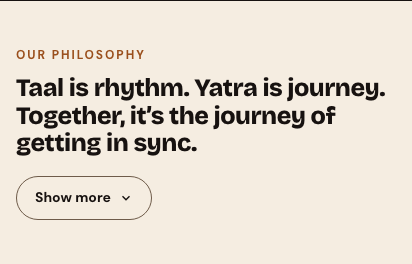 OUR PHILOSOPHY
Taal is rhythm. Yatra is journey.
Together, it’s the journey of
getting in sync.
Show more